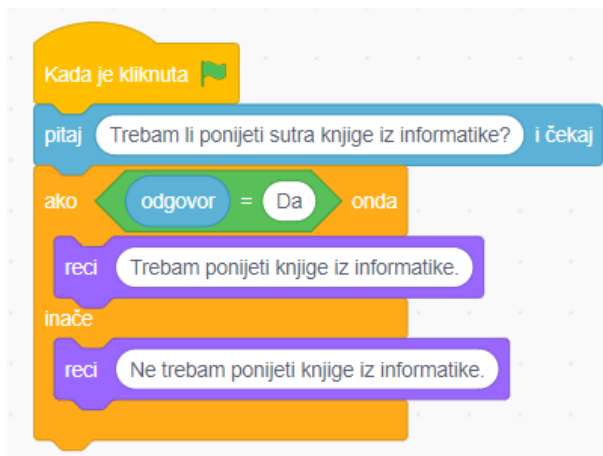 Kada je kliknuta
pitaj Trebam li ponijeti sutra knjige iz informatike? i čekaj
ako odgovor = Da onda
reci Trebam ponijeti knjige iz informatike.
inače
reci Ne trebam ponijeti knjige iz informatike.